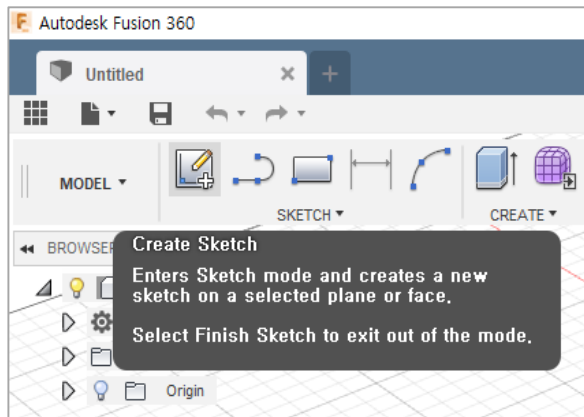 Autodesk Fusion 360
Untitled
MODEL
SKETCH
CREATE
BROWSER
Create Sketch
Enters Sketch mode and creates a new
sketch on a selected plane or face.
Select Finish Sketch to exit out of the mode.
Origin